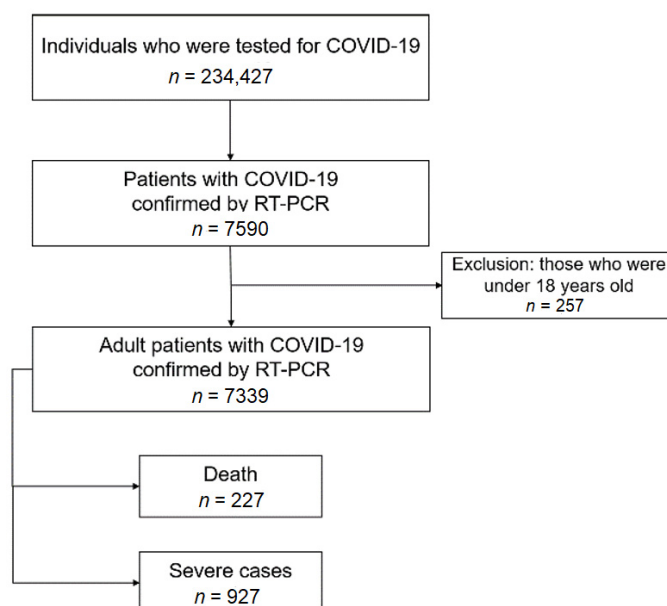 Individuals who were tested for COVID-19
n = 234,427
Patients with COVID-19
confirmed by RT-PCR
n = 7590
Exclusion: those who were
under 18 years old
n = 257
Adult patients with COVID-19
confirmed by RT-PCR
n = 7339
Death
n = 227
Severe cases
n = 927